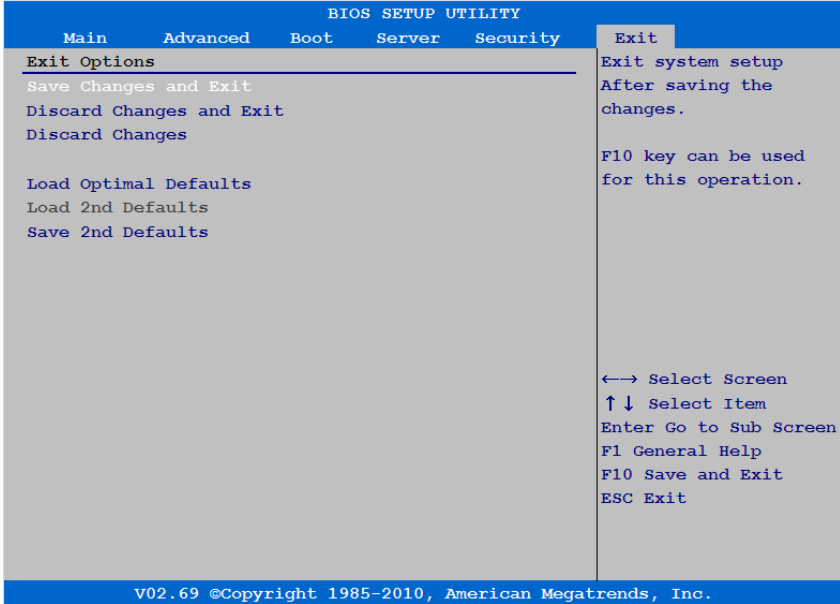 BIOS SETUP UTILITY
Main Advanced Boot Server Security Exit
Exit Options
Save Changes and Exit
Discard Changes and Exit
Discard Changes
Load Optimal Defaults
Load 2nd Defaults
Save 2nd Defaults
Exit system setup
After saving the
changes.
F10 key can be used
for this operation.
←→ Select Screen
↑↓ Select Item
Enter Go to Sub Screen
F1 General Help
F10 Save and Exit
ESC Exit
V02.69 ©Copyright 1985-2010, American Megatrends, Inc.